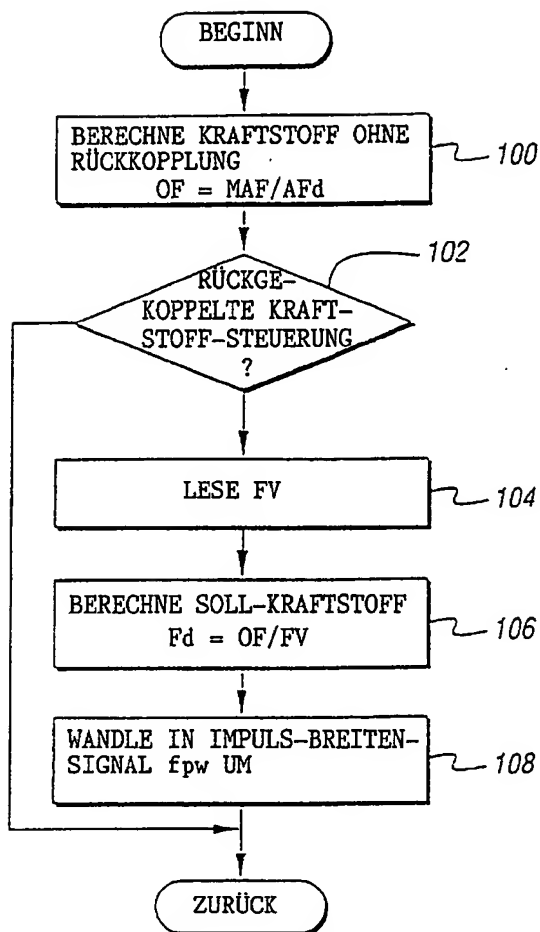 BEGINN
BERECHNE KRAFTSTOFF OHNE
RÜCKKOPPLUNG
OF = MAF/AFd
100
102
RÜCKGE-
KOPPELTE KRAFT-
STOFF-STEUERUNG
?
LESE FV
104
BERECHNE SOLL-KRAFTSTOFF
Fd = OF/FV
106
WANDLE IN IMPULS-BREITEN-
SIGNAL fpw UM
108
ZURÜCK